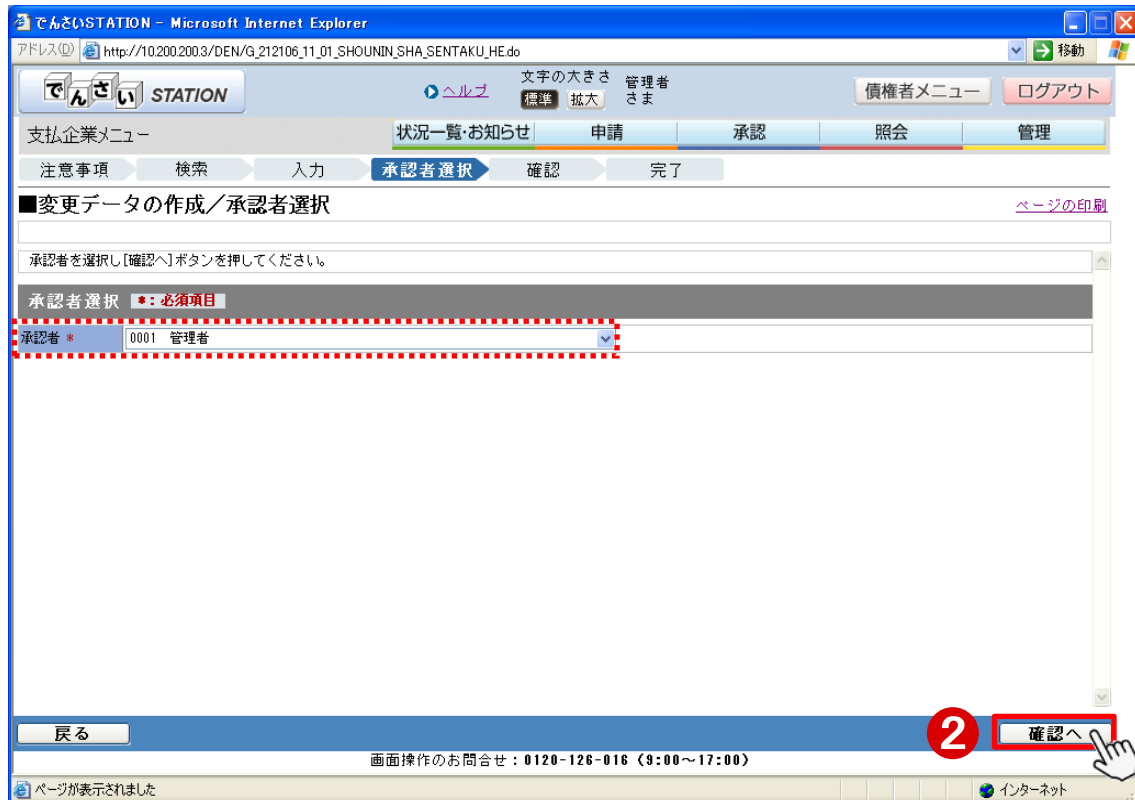 でんさいSTATION - Microsoft Internet Explorer
アドレス(D) http://10.200.200.3/DEN/G_212106_11_01_SHOUNIN_SHA_SENTAKU_HE.do 移動
でんさい STATION ヘルプ 文字の大きさ 標準 拡大 管理者さま 債権者メニュー ログアウト
支払企業メニュー 状況一覧・お知らせ 申請 承認 照会 管理
注意事項 検索 入力 承認者選択 確認 完了
■変更データの作成／承認者選択 ページの印刷
承認者を選択し[確認へ]ボタンを押してください。
承認者選択 *：必須項目
承認者 * 0001 管理者
戻る 2 確認へ
画面操作のお問合せ：0120-126-016（9:00～17:00）
ページが表示されました インターネット